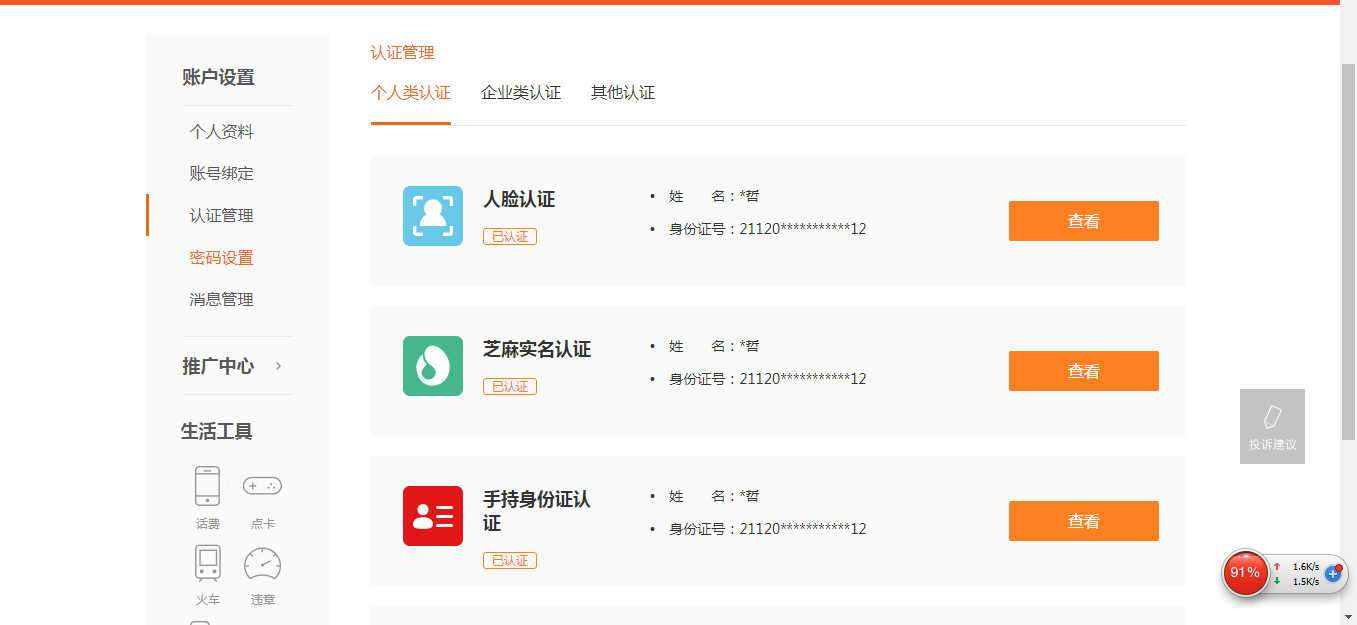 账户设置
个人资料
账号绑定
认证管理
密码设置
消息管理
推广中心
生活工具
话费
点卡
火车
违章
认证管理
个人类认证
企业类认证
其他认证
人脸认证
已认证
• 姓 名：*哲
• 身份证号：21120***********12
查看
芝麻实名认证
已认证
• 姓 名：*哲
• 身份证号：21120***********12
查看
手持身份证认
证
已认证
• 姓 名：*哲
• 身份证号：21120***********12
查看
投诉建议
91%
1.6K/s
1.5K/s